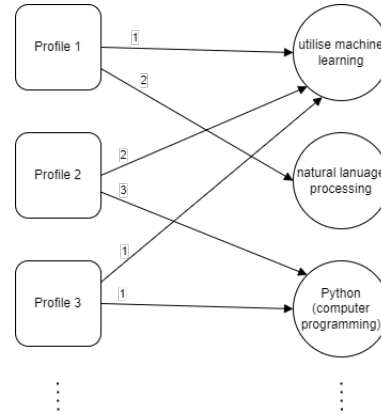 Profile 1
1
2
utilise machine
learning
Profile 2
2
3
natural lanuage
processing
Profile 3
1
1
Python
(computer
programming)